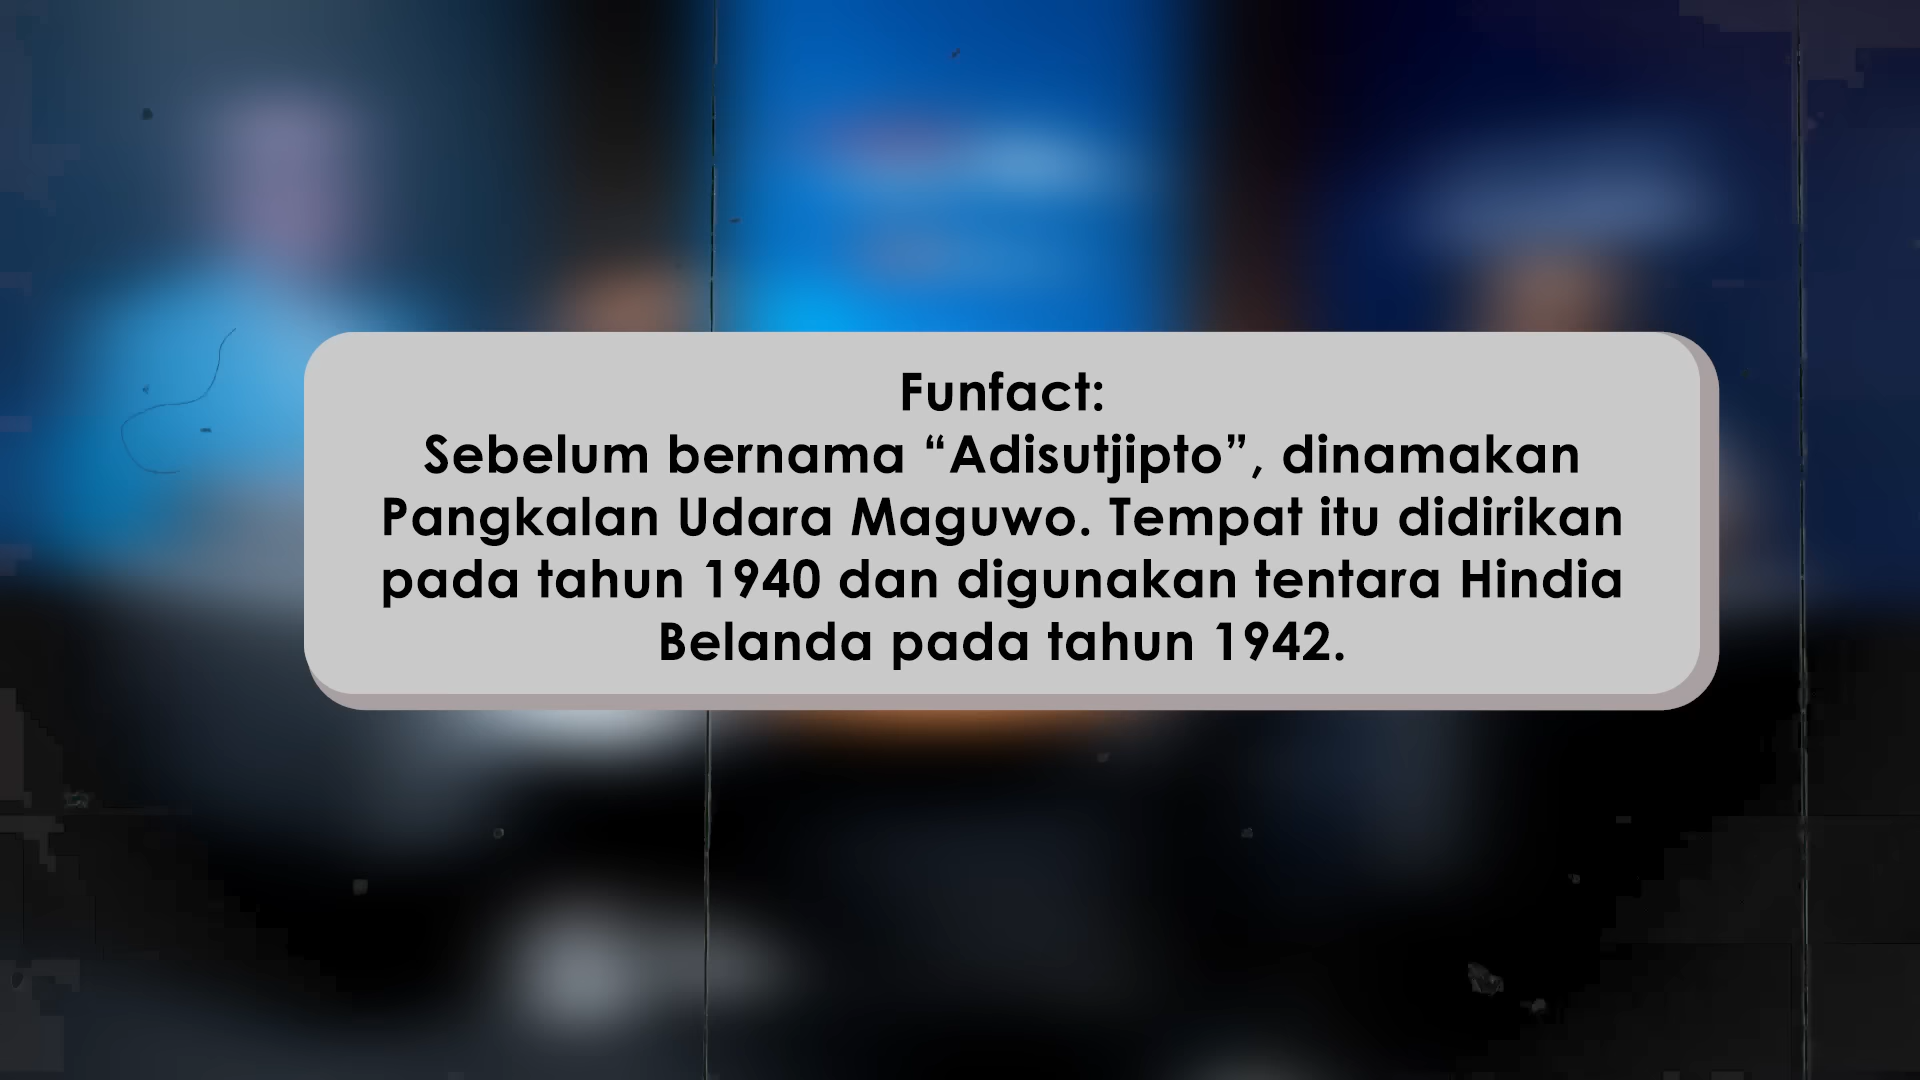 Funfact:
Sebelum bernama “Adisutjipto”, dinamakan
Pangkalan Udara Maguwo. Tempat itu didirikan
pada tahun 1940 dan digunakan tentara Hindia
Belanda pada tahun 1942.